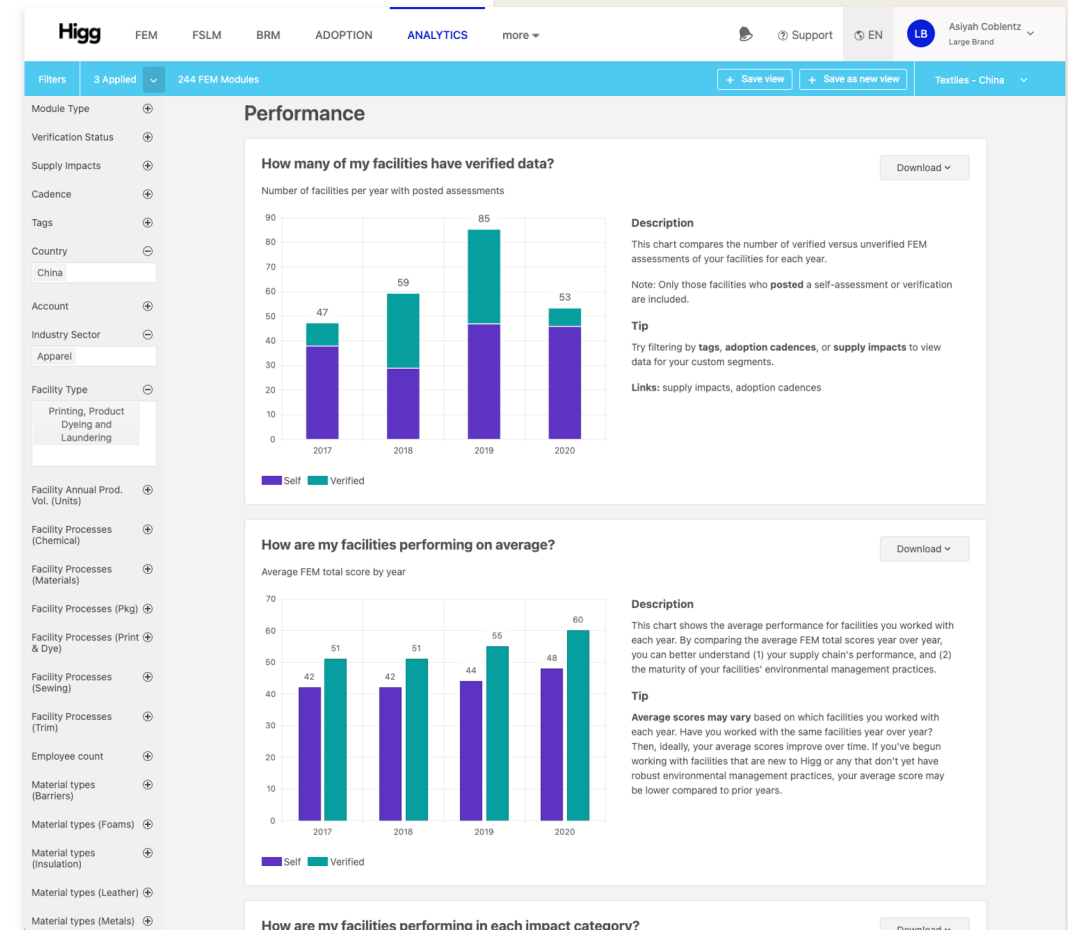 Higg
FEM
FSLM
BRM
ADOPTION
ANALYTICS
more
Support
EN
LB
Asiyah Coblentz
Large Brand
Filters
3 Applied
244 FEM Modules
+ Save view
+ Save as new view
Textiles - China
Module Type
Verification Status
Supply Impacts
Cadence
Tags
Country
China
Account
Industry Sector
Apparel
Facility Type
Printing, Product
Dyeing and
Laundering
Facility Annual Prod.
Vol. (Units)
Facility Processes
(Chemical)
Facility Processes
(Materials)
Facility Processes (Pkg)
Facility Processes (Print
& Dye)
Facility Processes
(Sewing)
Facility Processes
(Trim)
Employee count
Material types
(Barriers)
Material types (Foams)
Material types
(Insulation)
Material types (Leather)
Material types (Metals)
Performance
How many of my facilities have verified data?
Download
Number of facilities per year with posted assessments
90
80
70
60
50
40
30
20
10
0
47
59
85
53
2017
2018
2019
2020
Self
Verified
Description
This chart compares the number of verified versus unverified FEM
assessments of your facilities for each year.
Note: Only those facilities who posted a self-assessment or verification
are included.
Tip
Try filtering by tags, adoption cadences, or supply impacts to view
data for your custom segments.
Links: supply impacts, adoption cadences
How are my facilities performing on average?
Download
Average FEM total score by year
70
60
50
40
30
20
10
0
42
51
42
51
44
55
48
60
2017
2018
2019
2020
Self
Verified
Description
This chart shows the average performance for facilities you worked with
each year. By comparing the average FEM total scores year over year,
you can better understand (1) your supply chain's performance, and (2)
the maturity of your facilities' environmental management practices.
Tip
Average scores may vary based on which facilities you worked with
each year. Have you worked with the same facilities year over year?
Then, ideally, your average scores improve over time. If you've begun
working with facilities that are new to Higg or any that don't yet have
robust environmental management practices, your average score may
be lower compared to prior years.
How are my facilities performing in each impact category?
Download